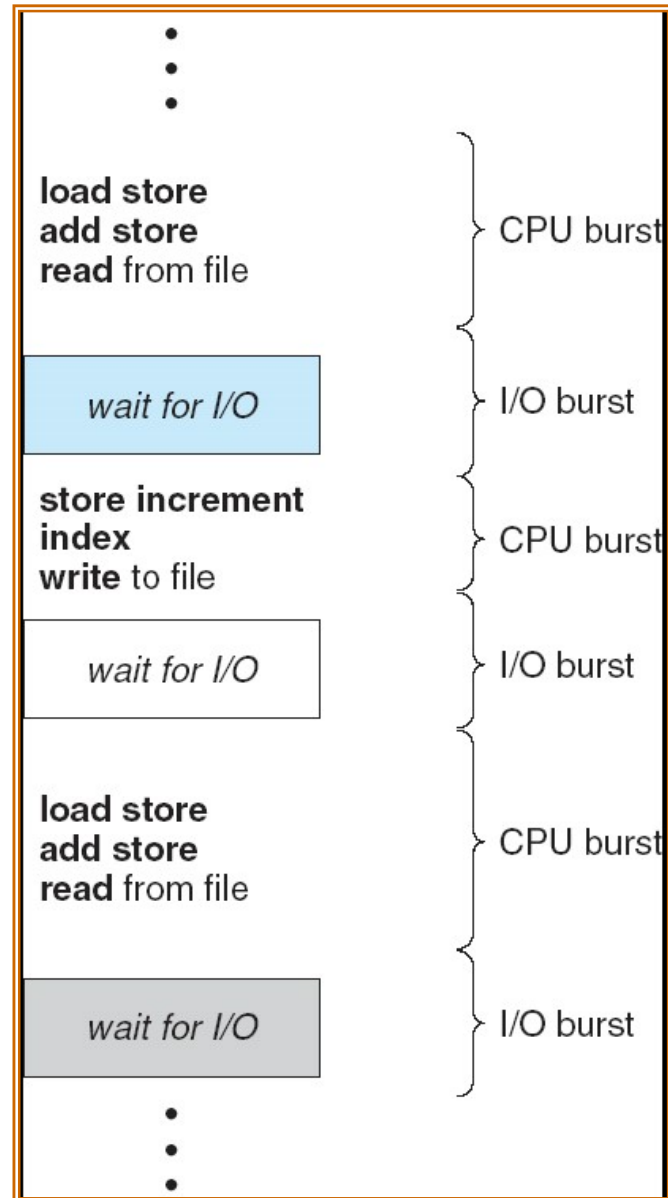 load store
add store
read from file
CPU burst
wait for I/O
I/O burst
store increment
index
write to file
CPU burst
wait for I/O
I/O burst
load store
add store
read from file
CPU burst
wait for I/O
I/O burst